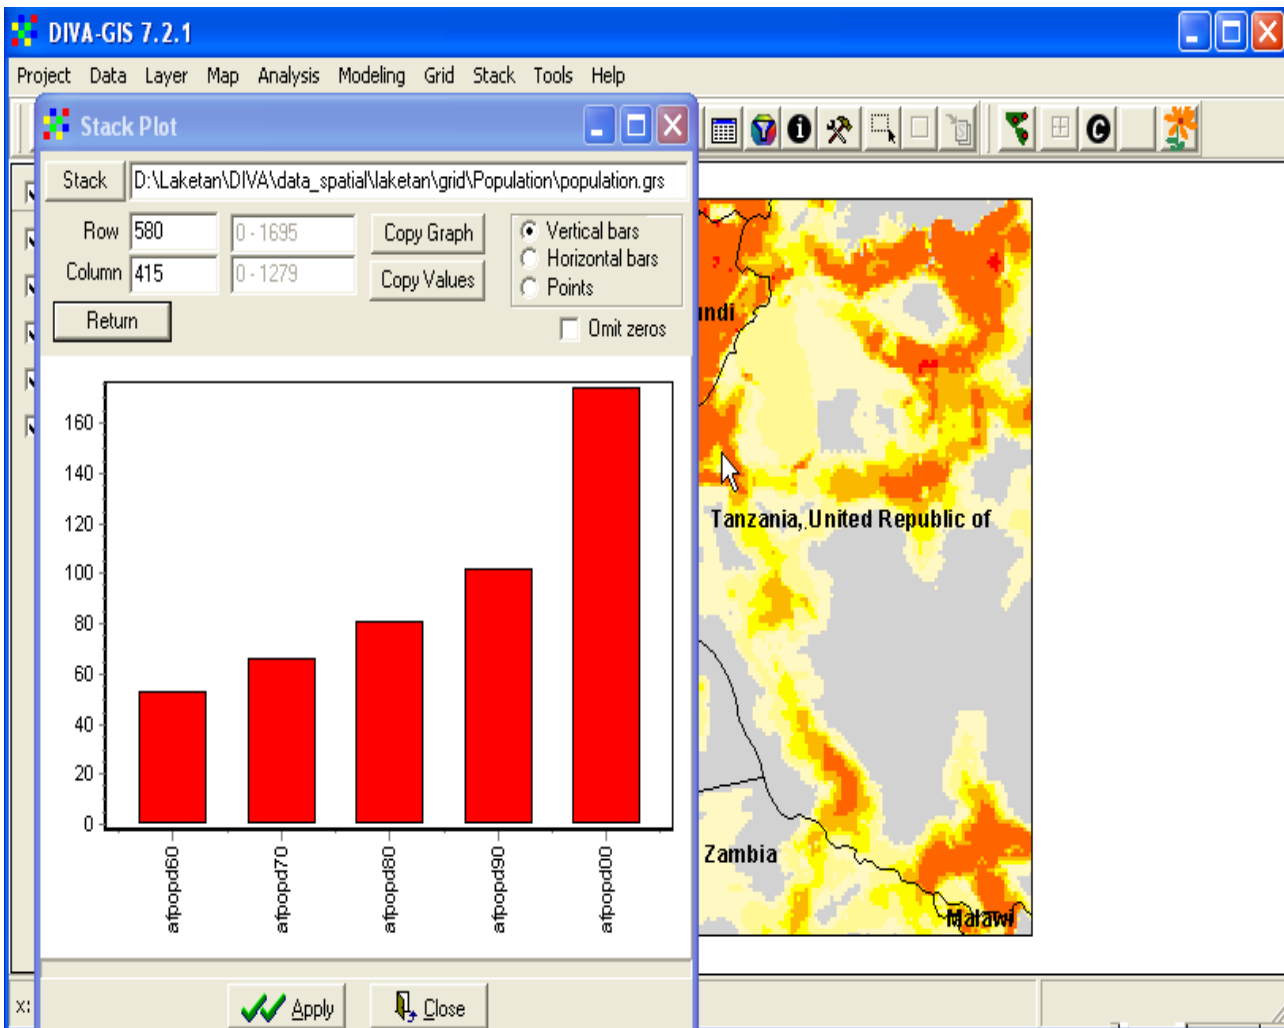 DIVA-GIS 7.2.1
Project Data Layer Map Analysis Modeling Grid Stack Tools Help
Stack Plot
Stack D:\Laketan\DIVA\data_spatial\laketan\grid\Population\population.grs
Row 580 0 - 1695 Copy Graph Vertical bars
Horizontal bars
Column 415 0 - 1279 Copy Values Points
Return Omit zeros
160
140
120
100
80
60
40
20
0
afpopd60 afpopd70 afpopd80 afpopd90 afpopd00
Apply Close
undi
Tanzania, United Republic of
Zambia
Malawi
x: